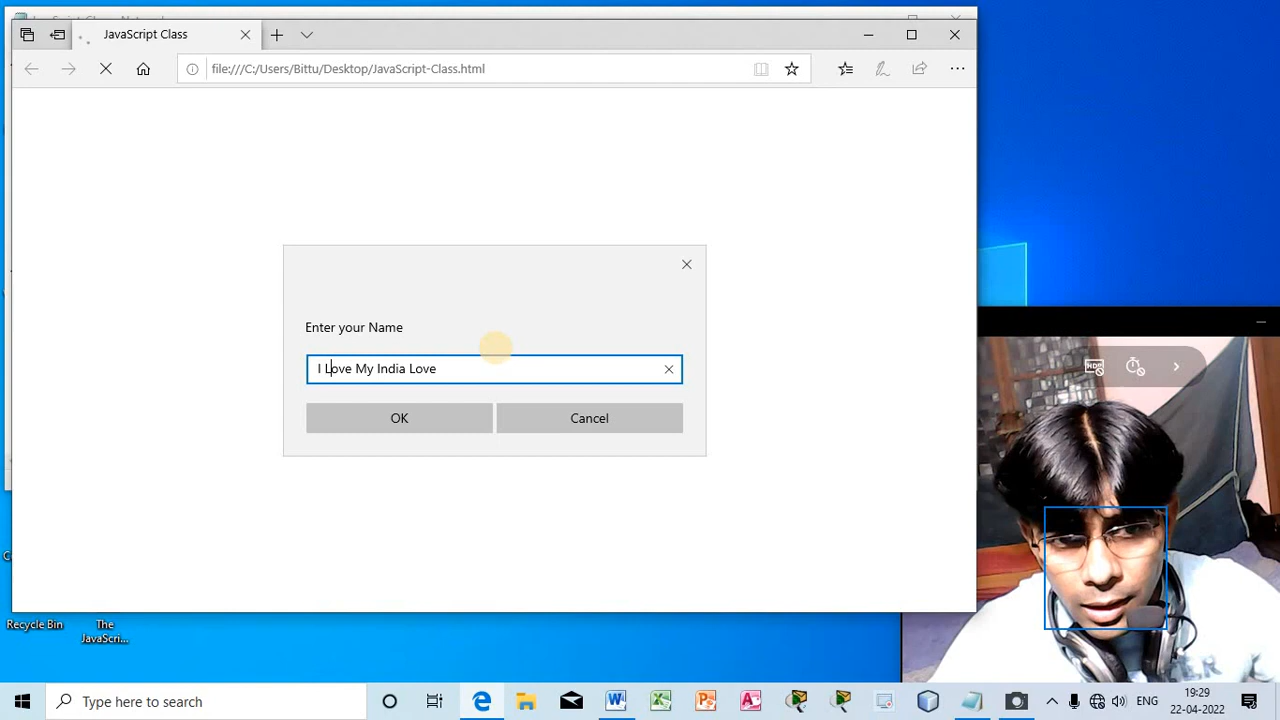 JavaScript Class
file:///C:/Users/Bittu/Desktop/JavaScript-Class.html
Enter your Name
I Love My India Love
OK
Cancel
HDR
Recycle Bin
The
JavaScri...
Type here to search
ENG
19:29
22-04-2022